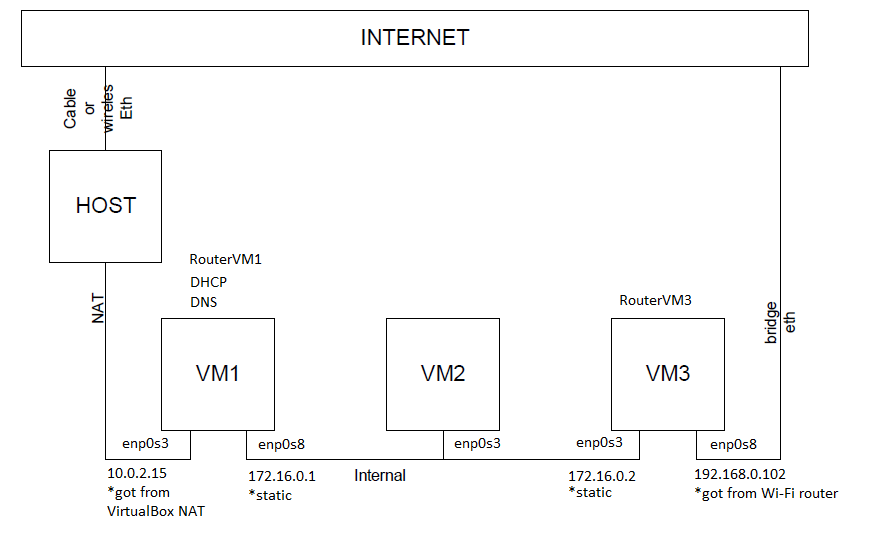 INTERNET
Cable
or
wireles
Eth
HOST
RouterVM1
DHCP
DNS
NAT
RouterVM3
bridge
eth
VM1
VM2
VM3
enp0s3
enp0s8
enp0s3
enp0s3
enp0s8
10.0.2.15
*got from
VirtualBox NAT
172.16.0.1
*static
Internal
172.16.0.2
*static
192.168.0.102
*got from Wi-Fi router